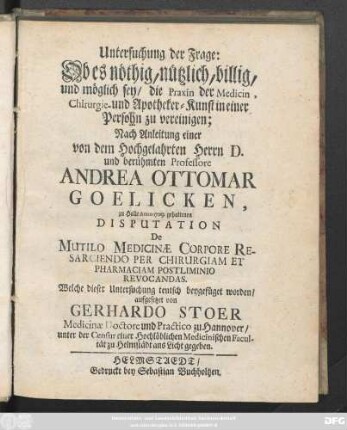 Untersuchung der Frage:
Ob es nöthig/nützlich/billig/
und möglich sey/ die Praxin der Medicin,
Chirurgie- und Apothecker-Kunst in einer
Persohn zu vereinigen;
Nach Anleitung einer
von dem Hochgelahrten Herrn D.
und berühmten Professore
ANDREA OTTOMAR
GOELICKEN,
zu Halle gehaltenen
DISPUTATION
De
MUTILO MEDICINÆ CORPORE RE-
SARCIENDO PER CHIRURGIAM ET
PHARMACIAM POSTLIMINIO
REVOCANDAS.
Welche dieser Untersuchung teutsch beygefüget worden/
aufgesetzet von
GERHARDO STOER
Medicinæ Doctore und Practico zu Hannover/
unter der Censur einer Hochlöblichen Medicinischen Facul-
tät zu Helmstädt ans Licht gegeben.
HELMSTAEDT/
Gedruckt bey Sebastian Buchholtzen.
DFG